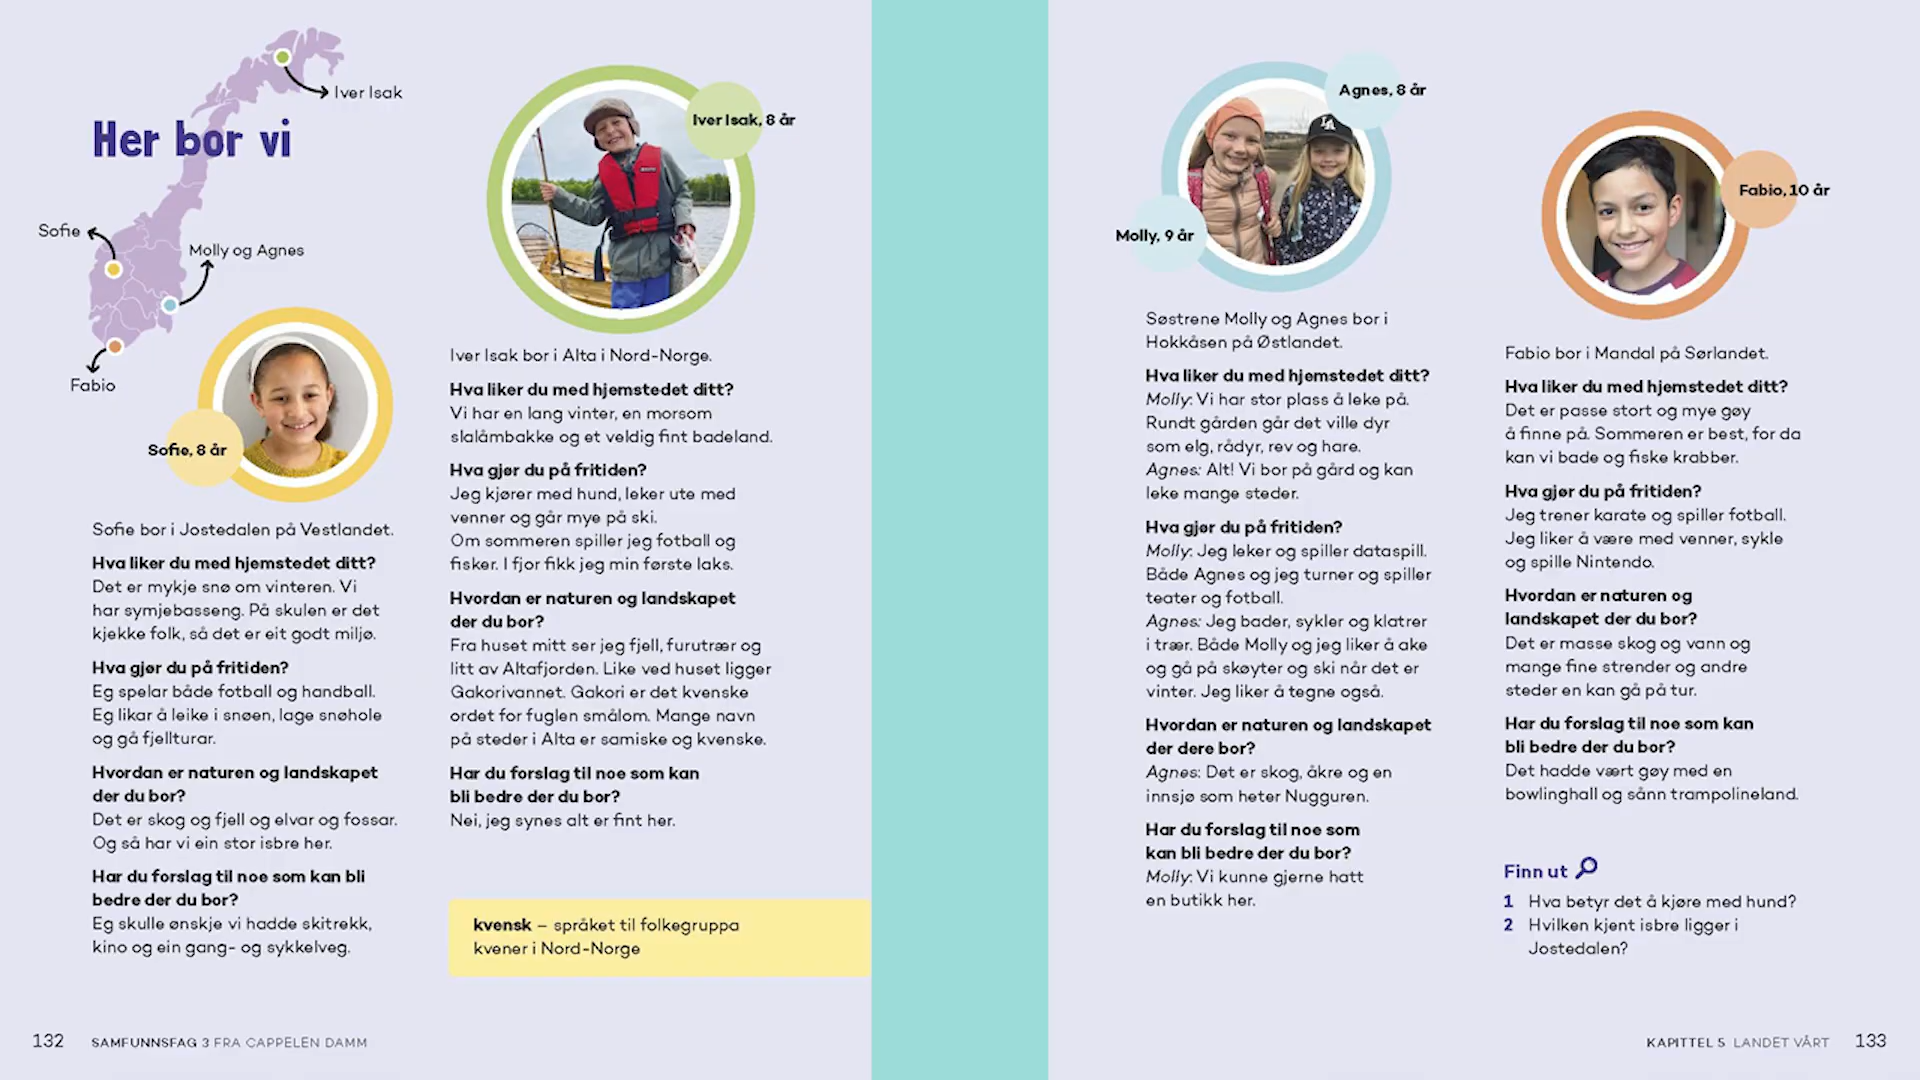 Her bor vi
Iver Isak
Sofie
Molly og Agnes
Fabio
Sofie, 8 år
Sofie bor i Jostedalen på Vestlandet.
Hva liker du med hjemstedet ditt?
Det er mykje snø om vinteren. Vi
har symjebasseng. På skulen er det
kjekke folk, så det er eit godt miljø.
Hva gjør du på fritiden?
Eg spelar både fotball og handball.
Eg likar å leike i snøen, lage snøhole
og gå fjellturar.
Hvordan er naturen og landskapet
der du bor?
Det er skog og fjell og elvar og fossar.
Og så har vi ein stor isbre her.
Har du forslag til noe som kan bli
bedre der du bor?
Eg skulle ønskje vi hadde skitrekk,
kino og ein gang- og sykkelveg.
Iver Isak, 8 år
Iver Isak bor i Alta i Nord-Norge.
Hva liker du med hjemstedet ditt?
Vi har en lang vinter, en morsom
slalåmbakke og et veldig fint badeland.
Hva gjør du på fritiden?
Jeg kjører med hund, leker ute med
venner og går mye på ski.
Om sommeren spiller jeg fotball og
fisker. I fjor fikk jeg min første laks.
Hvordan er naturen og landskapet
der du bor?
Fra huset mitt ser jeg fjell, furutrær og
litt av Altafjorden. Like ved huset ligger
Gakorivannet. Gakori er det kvenske
ordet for fuglen smålom. Mange navn
på steder i Alta er samiske og kvenske.
Har du forslag til noe som kan
bli bedre der du bor?
Nei, jeg synes alt er fint her.
kvensk – språket til folkegruppa
kvener i Nord-Norge
132 SAMFUNNSFAG 3 FRA CAPPELEN DAMM
Agnes, 8 år
LA
Molly, 9 år
Søstrene Molly og Agnes bor i
Hokkåsen på Østlandet.
Hva liker du med hjemstedet ditt?
Molly: Vi har stor plass å leke på.
Rundt gården går det ville dyr
som elg, rådyr, rev og hare.
Agnes: Alt! Vi bor på gård og kan
leke mange steder.
Hva gjør du på fritiden?
Molly: Jeg leker og spiller dataspill.
Både Agnes og jeg turner og spiller
teater og fotball.
Agnes: Jeg bader, sykler og klatrer
i trær. Både Molly og jeg liker å ake
og gå på skøyter og ski når det er
vinter. Jeg liker å tegne også.
Hvordan er naturen og landskapet
der dere bor?
Agnes: Det er skog, åkre og en
innsjø som heter Nugguren.
Har du forslag til noe som
kan bli bedre der du bor?
Molly: Vi kunne gjerne hatt
en butikk her.
Fabio, 10 år
Fabio bor i Mandal på Sørlandet.
Hva liker du med hjemstedet ditt?
Det er passe stort og mye gøy
å finne på. Sommeren er best, for da
kan vi bade og fiske krabber.
Hva gjør du på fritiden?
Jeg trener karate og spiller fotball.
Jeg liker å være med venner, sykle
og spille Nintendo.
Hvordan er naturen og
landskapet der du bor?
Det er masse skog og vann og
mange fine strender og andre
steder en kan gå på tur.
Har du forslag til noe som kan
bli bedre der du bor?
Det hadde vært gøy med en
bowlinghall og sånn trampolineland.
Finn ut
1 Hva betyr det å kjøre med hund?
2 Hvilken kjent isbre ligger i
Jostedalen?
KAPITTEL 5 LANDET VÅRT 133